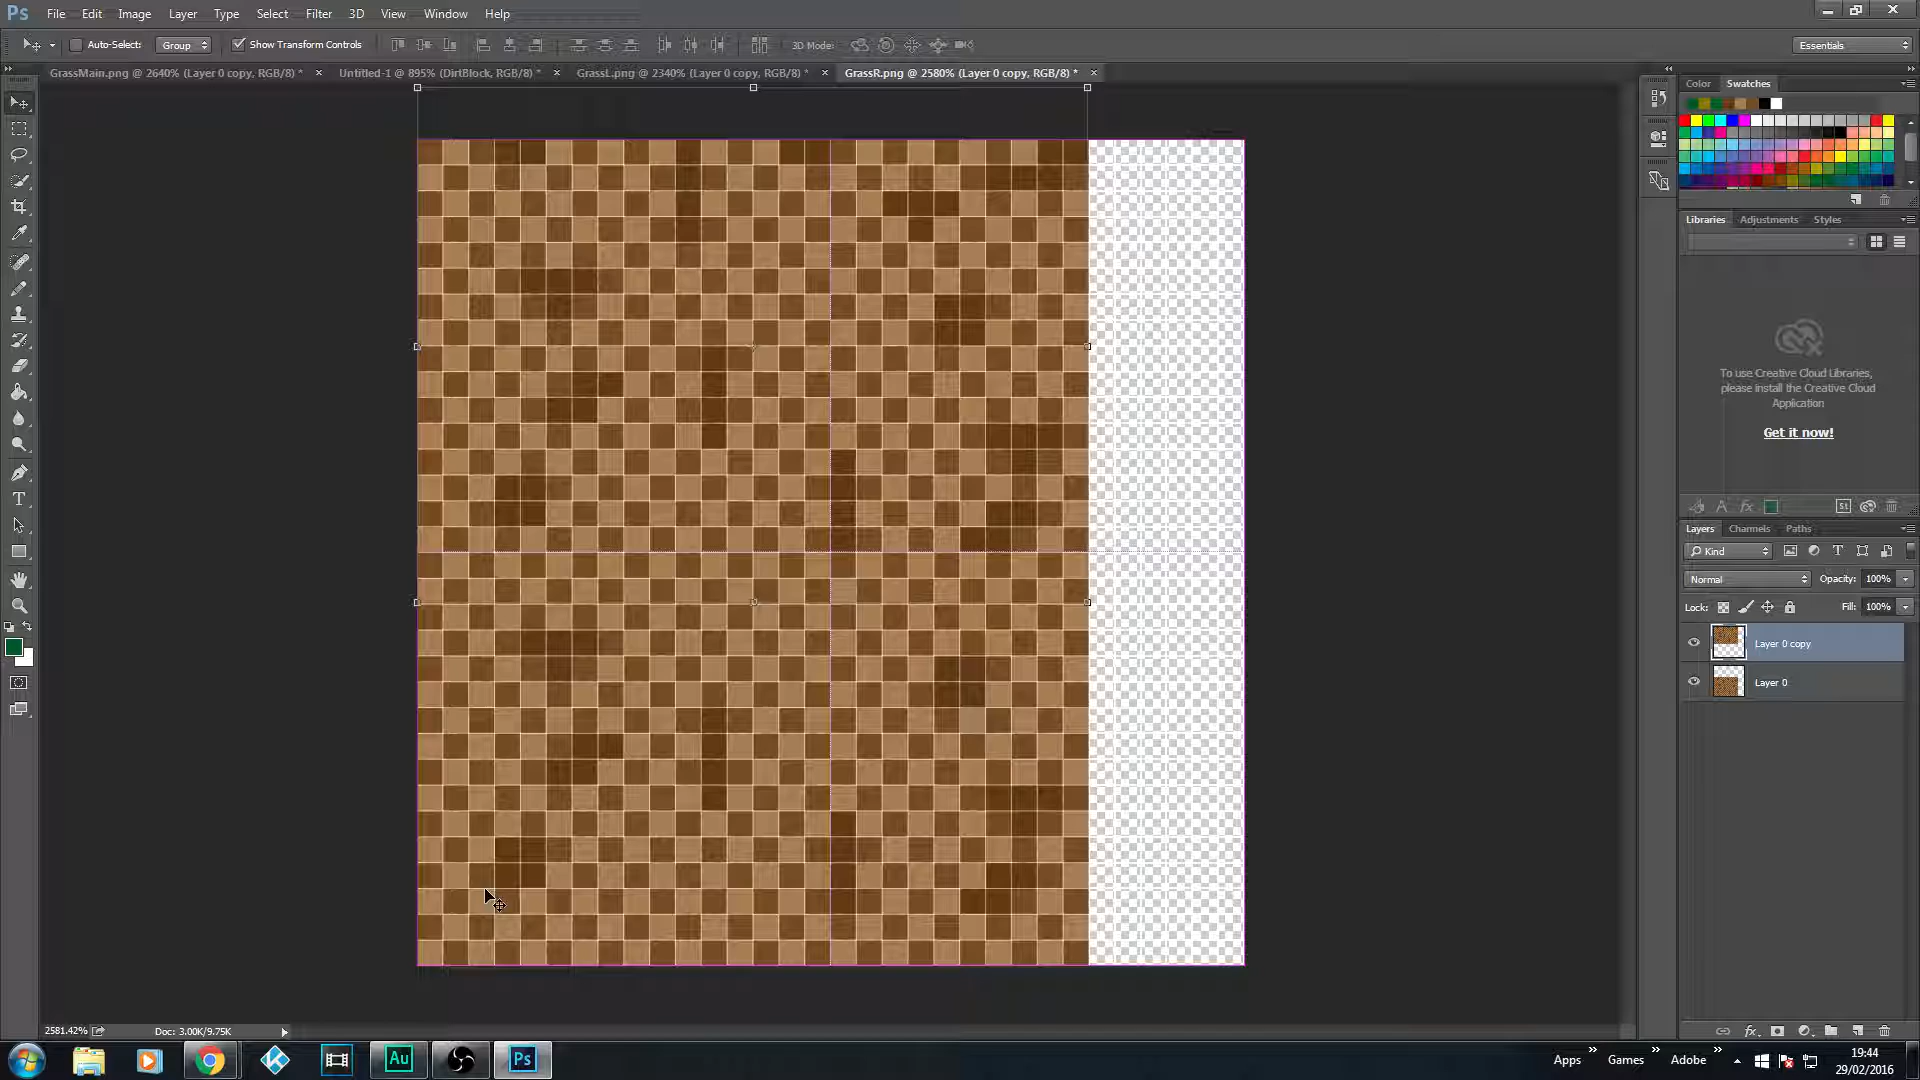 Ps File Edit Image Layer Type Select Filter 3D View Window Help
Auto-Select: Group Show Transform Controls 3D Mode: Essentials
GrassMain.png @ 2640% (Layer 0 copy, RGB/8) * × Untitled-1 @ 895% (DirtBlock, RGB/8) * × GrassL.png @ 2340% (Layer 0 copy, RGB/8) * × GrassR.png @ 2580% (Layer 0 copy, RGB/8) * ×
Color Swatches
Libraries Adjustments Styles
To use Creative Cloud Libraries,
please install the Creative Cloud
Application
Get it now!
Layers Channels Paths
Kind
Normal Opacity: 100%
Lock: Fill: 100%
Layer 0 copy
Layer 0
2581.42% Doc: 3.00K/9.75K
Au Ps Apps » Games » Adobe » 19:44
29/02/2016